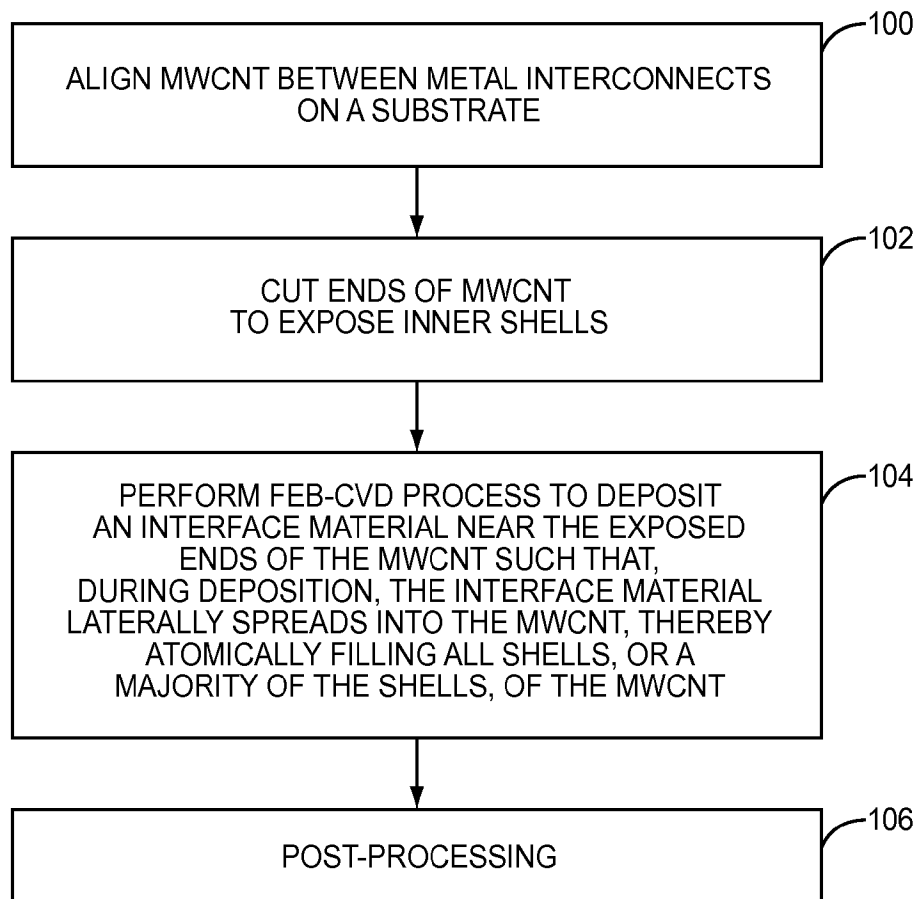 100
ALIGN MWCNT BETWEEN METAL INTERCONNECTS
ON A SUBSTRATE
102
CUT ENDS OF MWCNT
TO EXPOSE INNER SHELLS
104
PERFORM FEB-CVD PROCESS TO DEPOSIT
AN INTERFACE MATERIAL NEAR THE EXPOSED
ENDS OF THE MWCNT SUCH THAT,
DURING DEPOSITION, THE INTERFACE MATERIAL
LATERALLY SPREADS INTO THE MWCNT, THEREBY
ATOMICALLY FILLING ALL SHELLS, OR A
MAJORITY OF THE SHELLS, OF THE MWCNT
106
POST-PROCESSING